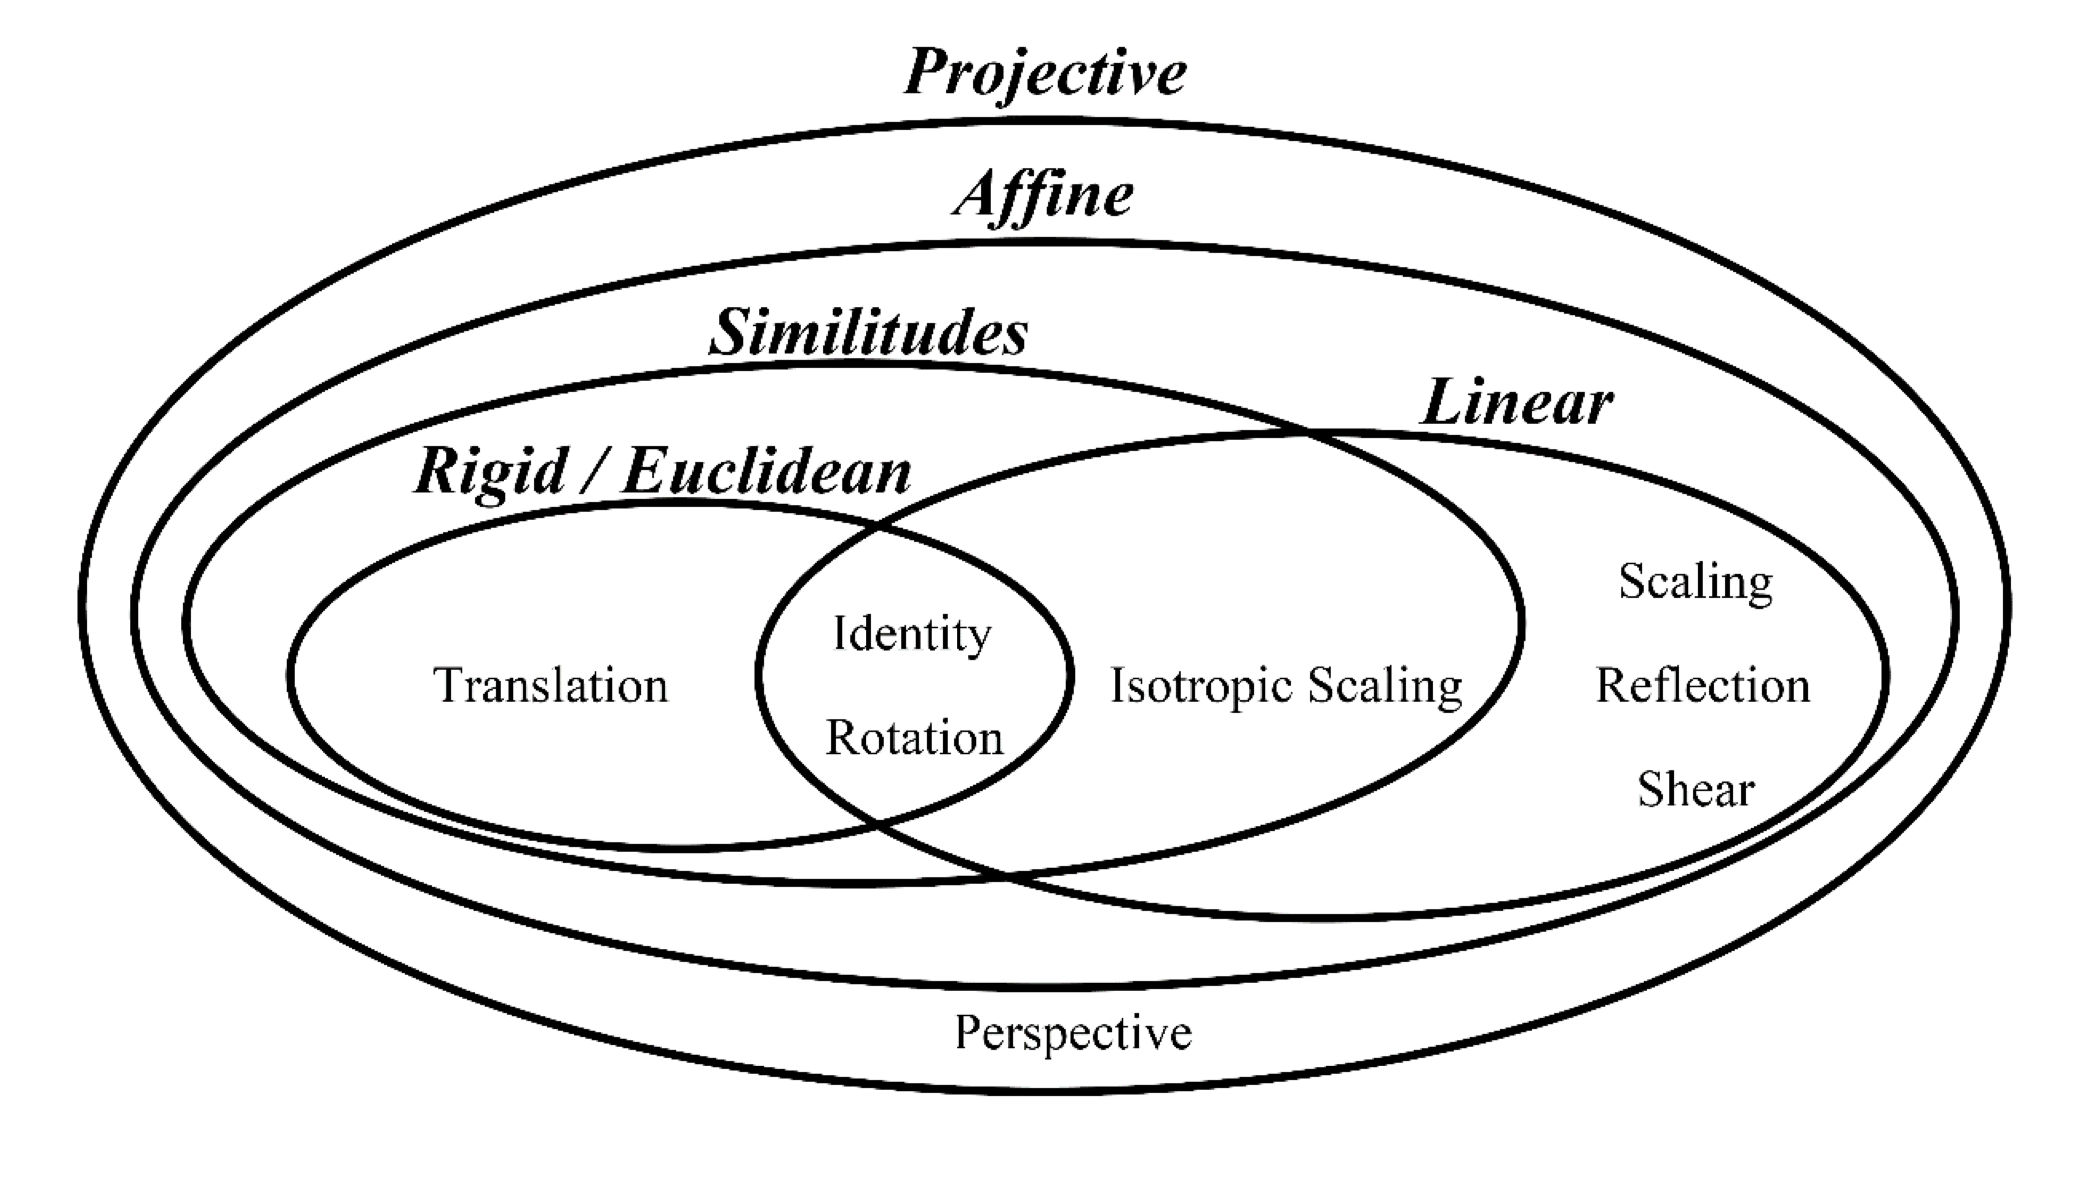 Projective
Affine
Similitudes
Linear
Rigid / Euclidean
Scaling
Identity
Translation
Isotropic Scaling
Reflection
Rotation
Shear
Perspective